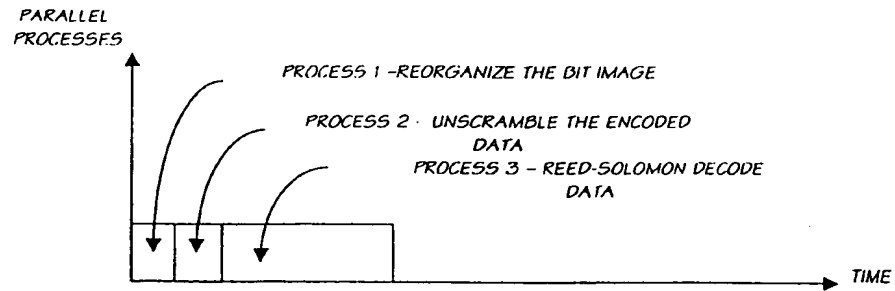 PARALLEL
PROCESSES
PROCESS 1 -REORGANIZE THE BIT IMAGE
PROCESS 2 · UNSCRAMBLE THE ENCODED
DATA
PROCESS 3 - REED-SOLOMON DECODE
DATA
TIME